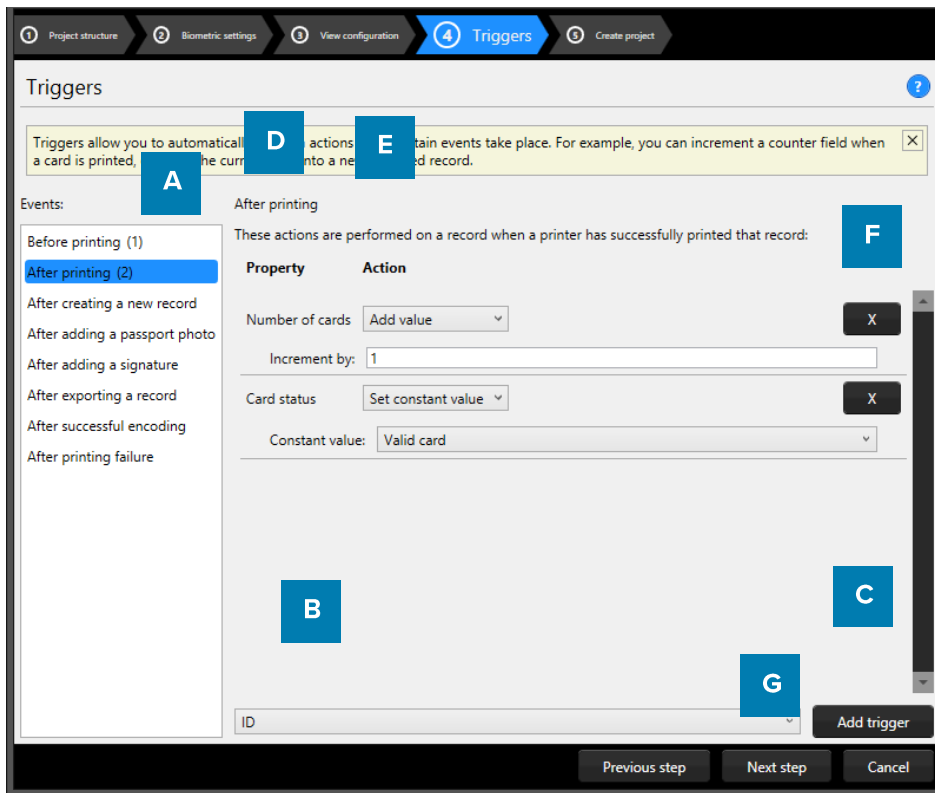 1 Project structure 2 Biometric settings 3 View configuration 4 Triggers 5 Create project
Triggers
?
Triggers allow you to automati actions tain events take place. For example, you can increment a counter field when
a card is printed, he cur nto a ne ed record.
X
D
E
A
Events:
Before printing (1)
After printing (2)
After creating a new record
After adding a passport photo
After adding a signature
After exporting a record
After successful encoding
After printing failure
After printing
These actions are performed on a record when a printer has successfully printed that record:
F
Property Action
Number of cards Add value X
Increment by: 1
Card status Set constant value X
Constant value: Valid card
B
C
G
ID Add trigger
Previous step Next step Cancel